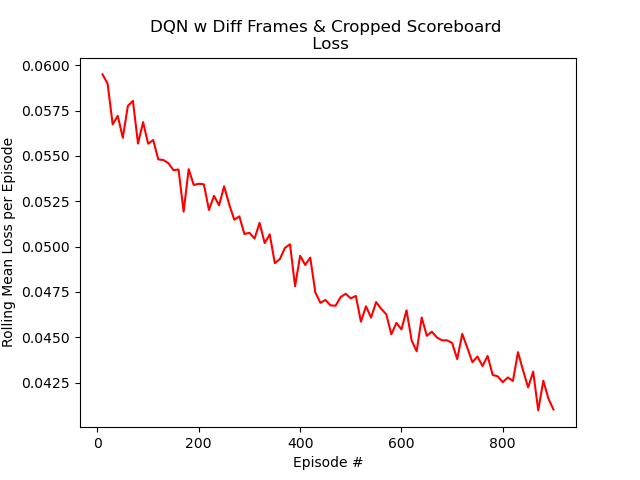 DQN w Diff Frames & Cropped Scoreboard
Loss
0.0600
0.0575
0.0550
0.0525
0.0500
0.0475
0.0450
0.0425
Rolling Mean Loss per Episode
0 200 400 600 800
Episode #